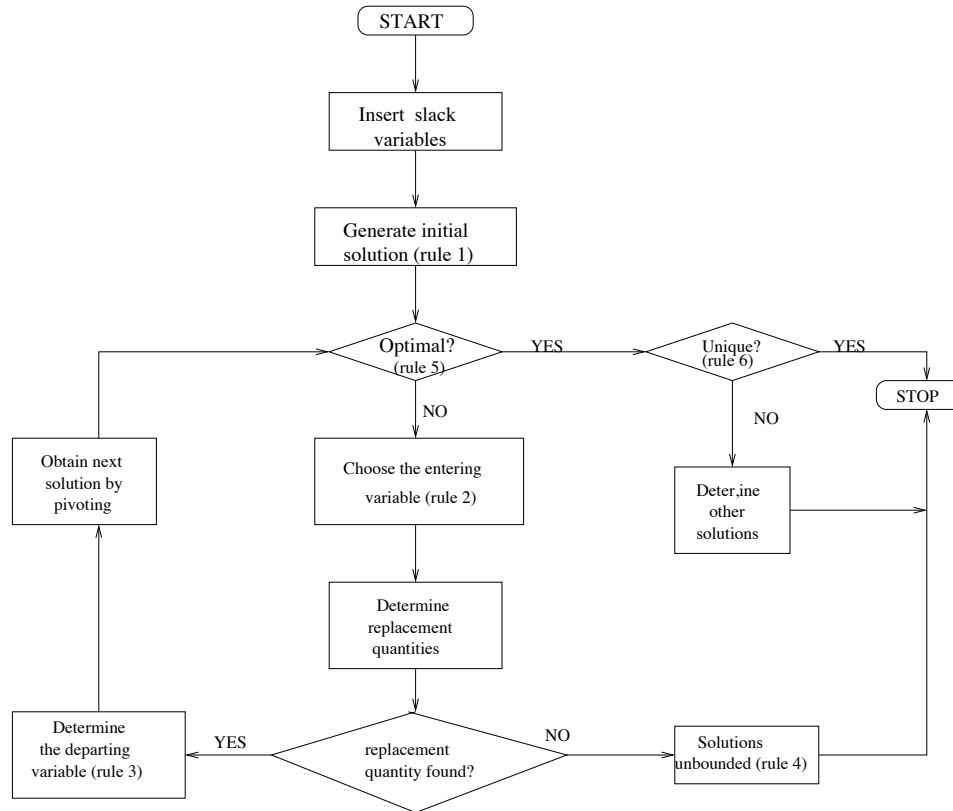 START
Insert slack
variables
Generate initial
solution (rule 1)
Optimal?
(rule 5)
YES
Unique?
(rule 6)
YES
STOP
NO
NO
Obtain next
solution by
pivoting
Choose the entering
variable (rule 2)
Deter,ine
other
solutions
Determine
replacement
quantities
Determine
the departing
variable (rule 3)
YES
replacement
quantity found?
NO
Solutions
unbounded (rule 4)